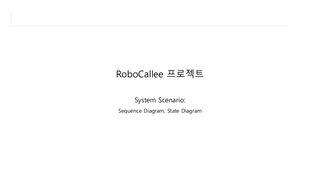 RoboCallee 프로젝트
System Scenario:
Sequence Diagram, State Diagram